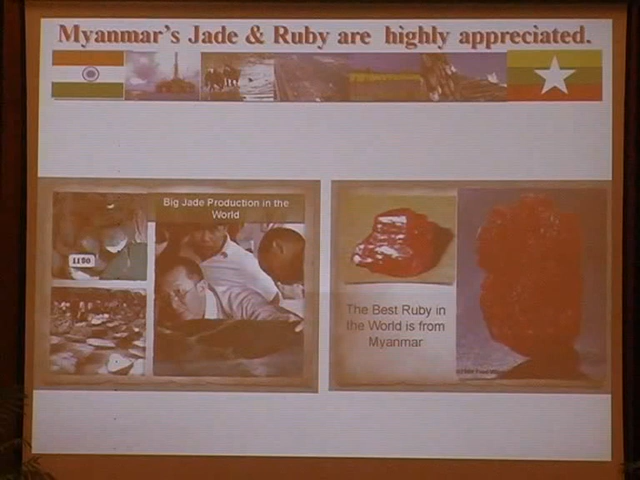 Myanmar's Jade & Ruby are highly appreciated.
Big Jade Production in the
World
1150
The Best Ruby in
the World is from
Myanmar